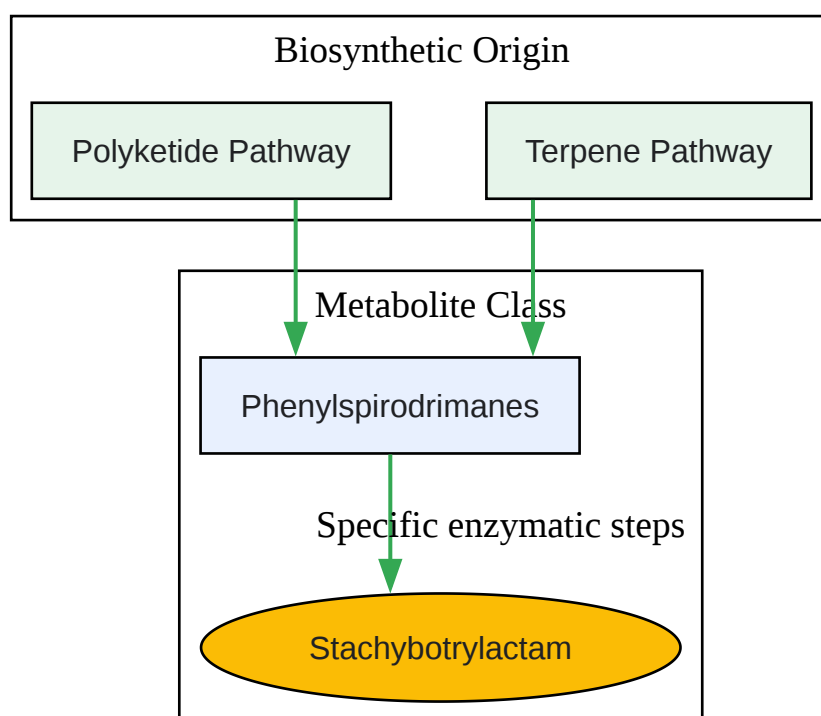 Biosynthetic Origin
Polyketide Pathway
Terpene Pathway
Metabolite Class
Phenylspirodrimanes
Specific enzymatic steps
Stachybotrylactam